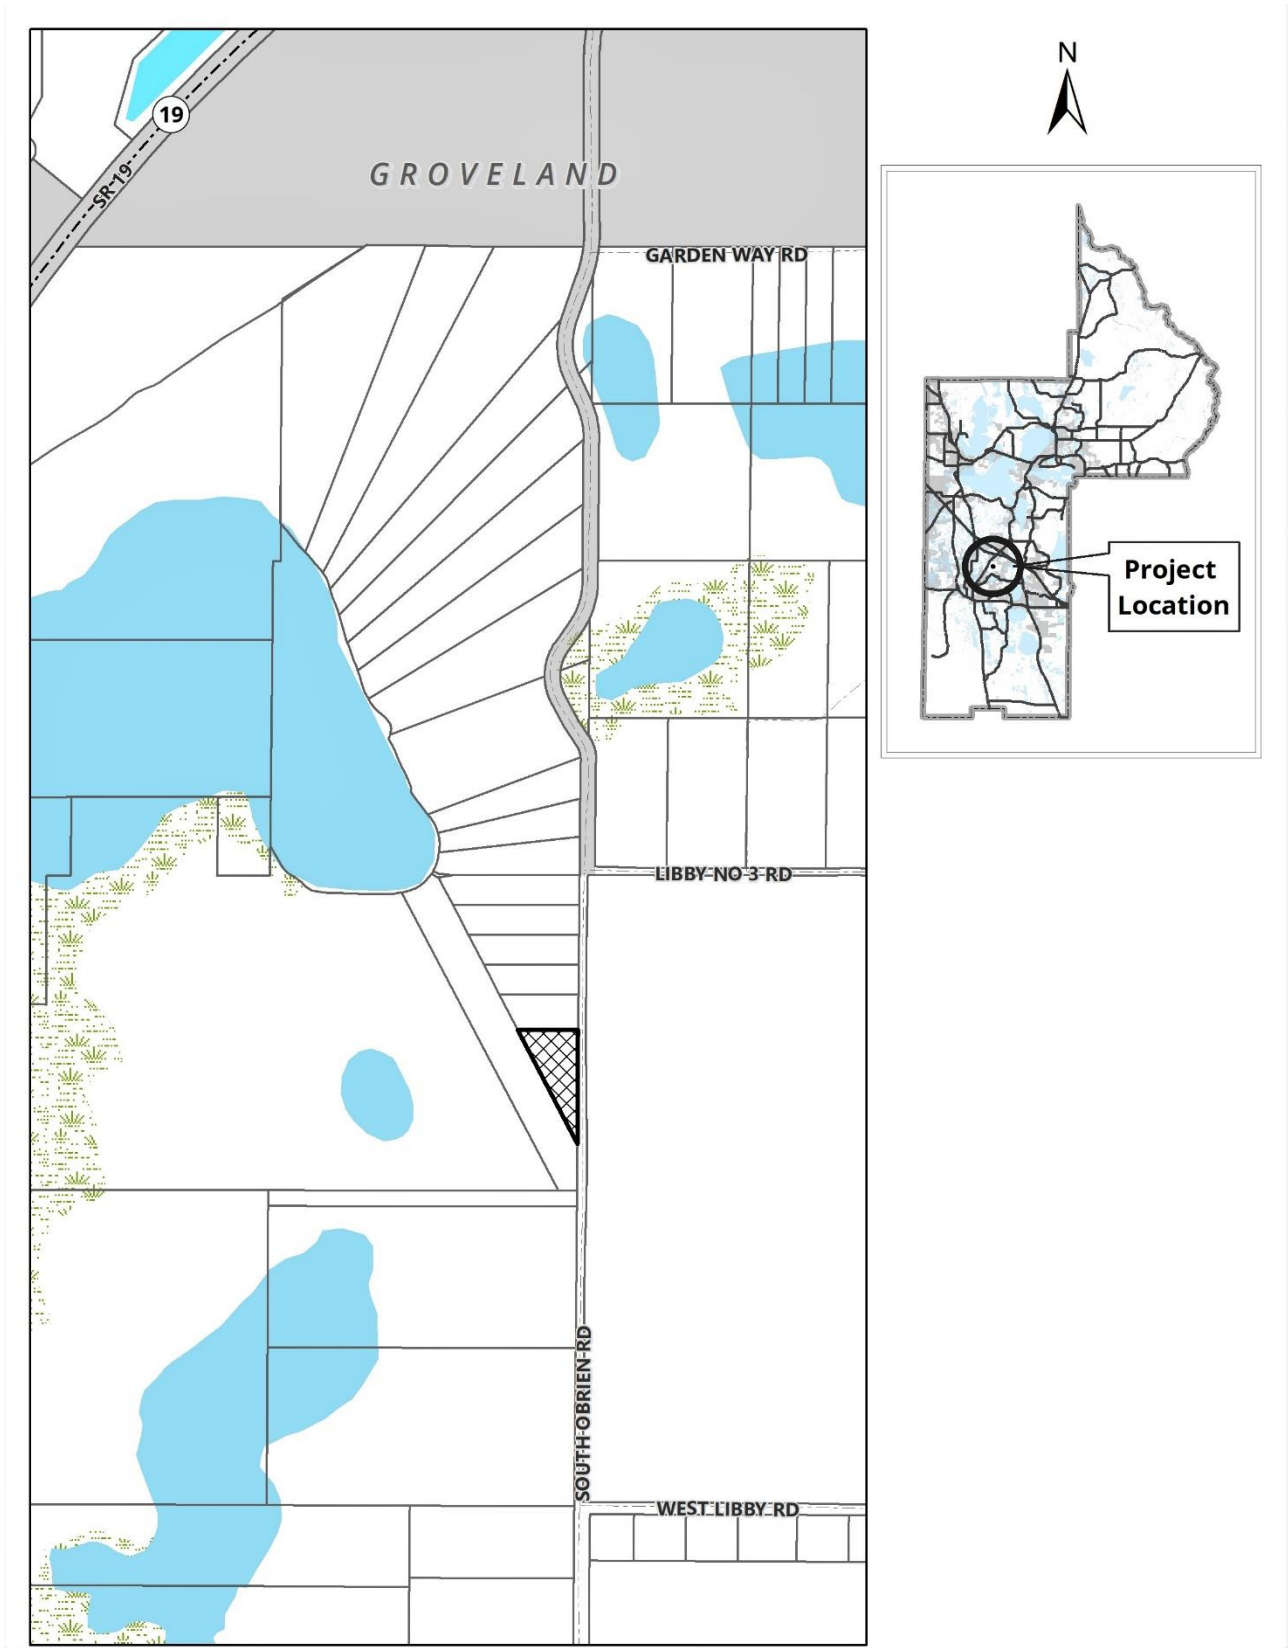 N
19
SR 19
GROVELAND
GARDEN WAY RD
Project
Location
LIBBY NO 3 RD
SOUTH OBRIEN RD
WEST LIBBY RD